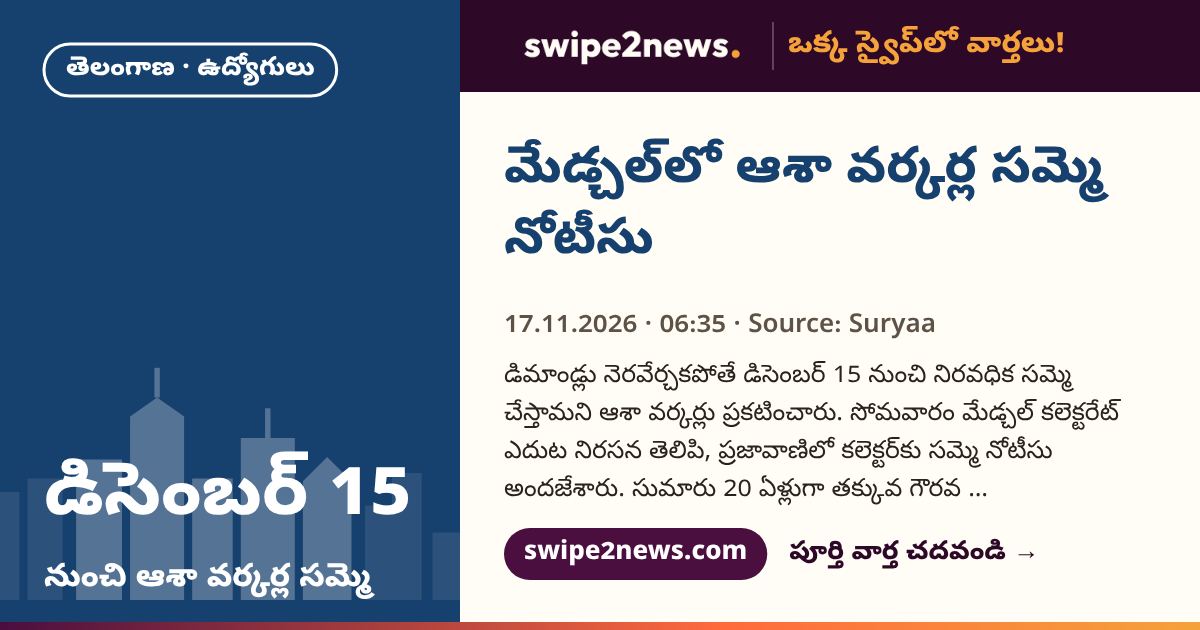 తెలంగాణ · ఉద్యోగులు
డిసెంబర్ 15
నుంచి ఆశా వర్కర్ల సమ్మె
swipe2news.
ఒక్క స్వైప్‌లో వార్తలు!
మేడ్చల్‌లో ఆశా వర్కర్ల సమ్మె
నోటీసు
17.11.2026 · 06:35 · Source: Suryaa
డిమాండ్లు నెరవేర్చకపోతే డిసెంబర్ 15 నుంచి నిరవధిక సమ్మె
చేస్తామని ఆశా వర్కర్లు ప్రకటించారు. సోమవారం మేడ్చల్ కలెక్టరేట్
ఎదుట నిరసన తెలిపి, ప్రజావాణిలో కలెక్టర్‌కు సమ్మె నోటీసు
అందజేశారు. సుమారు 20 ఏళ్లుగా తక్కువ గౌరవ ...
swipe2news.com
పూర్తి వార్త చదవండి →